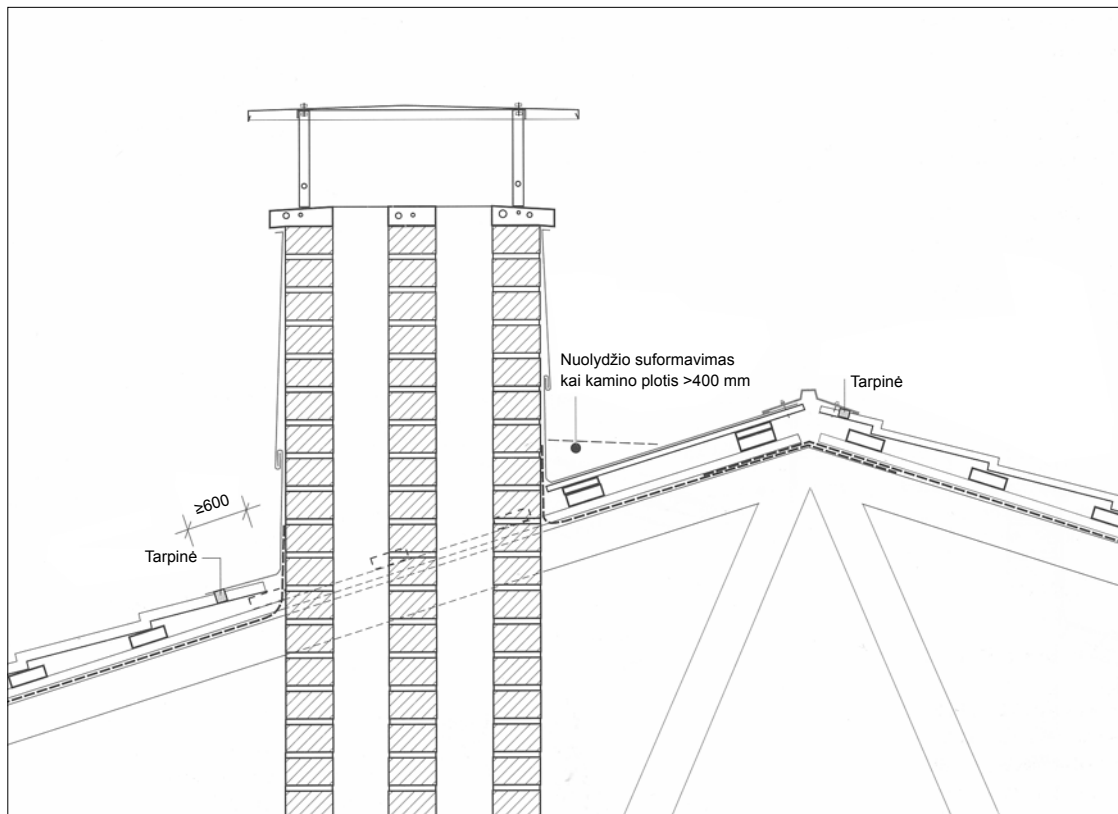 Nuolydžio suformavimas
kai kamino plotis >400 mm
Tarpinė
≥600
Tarpinė